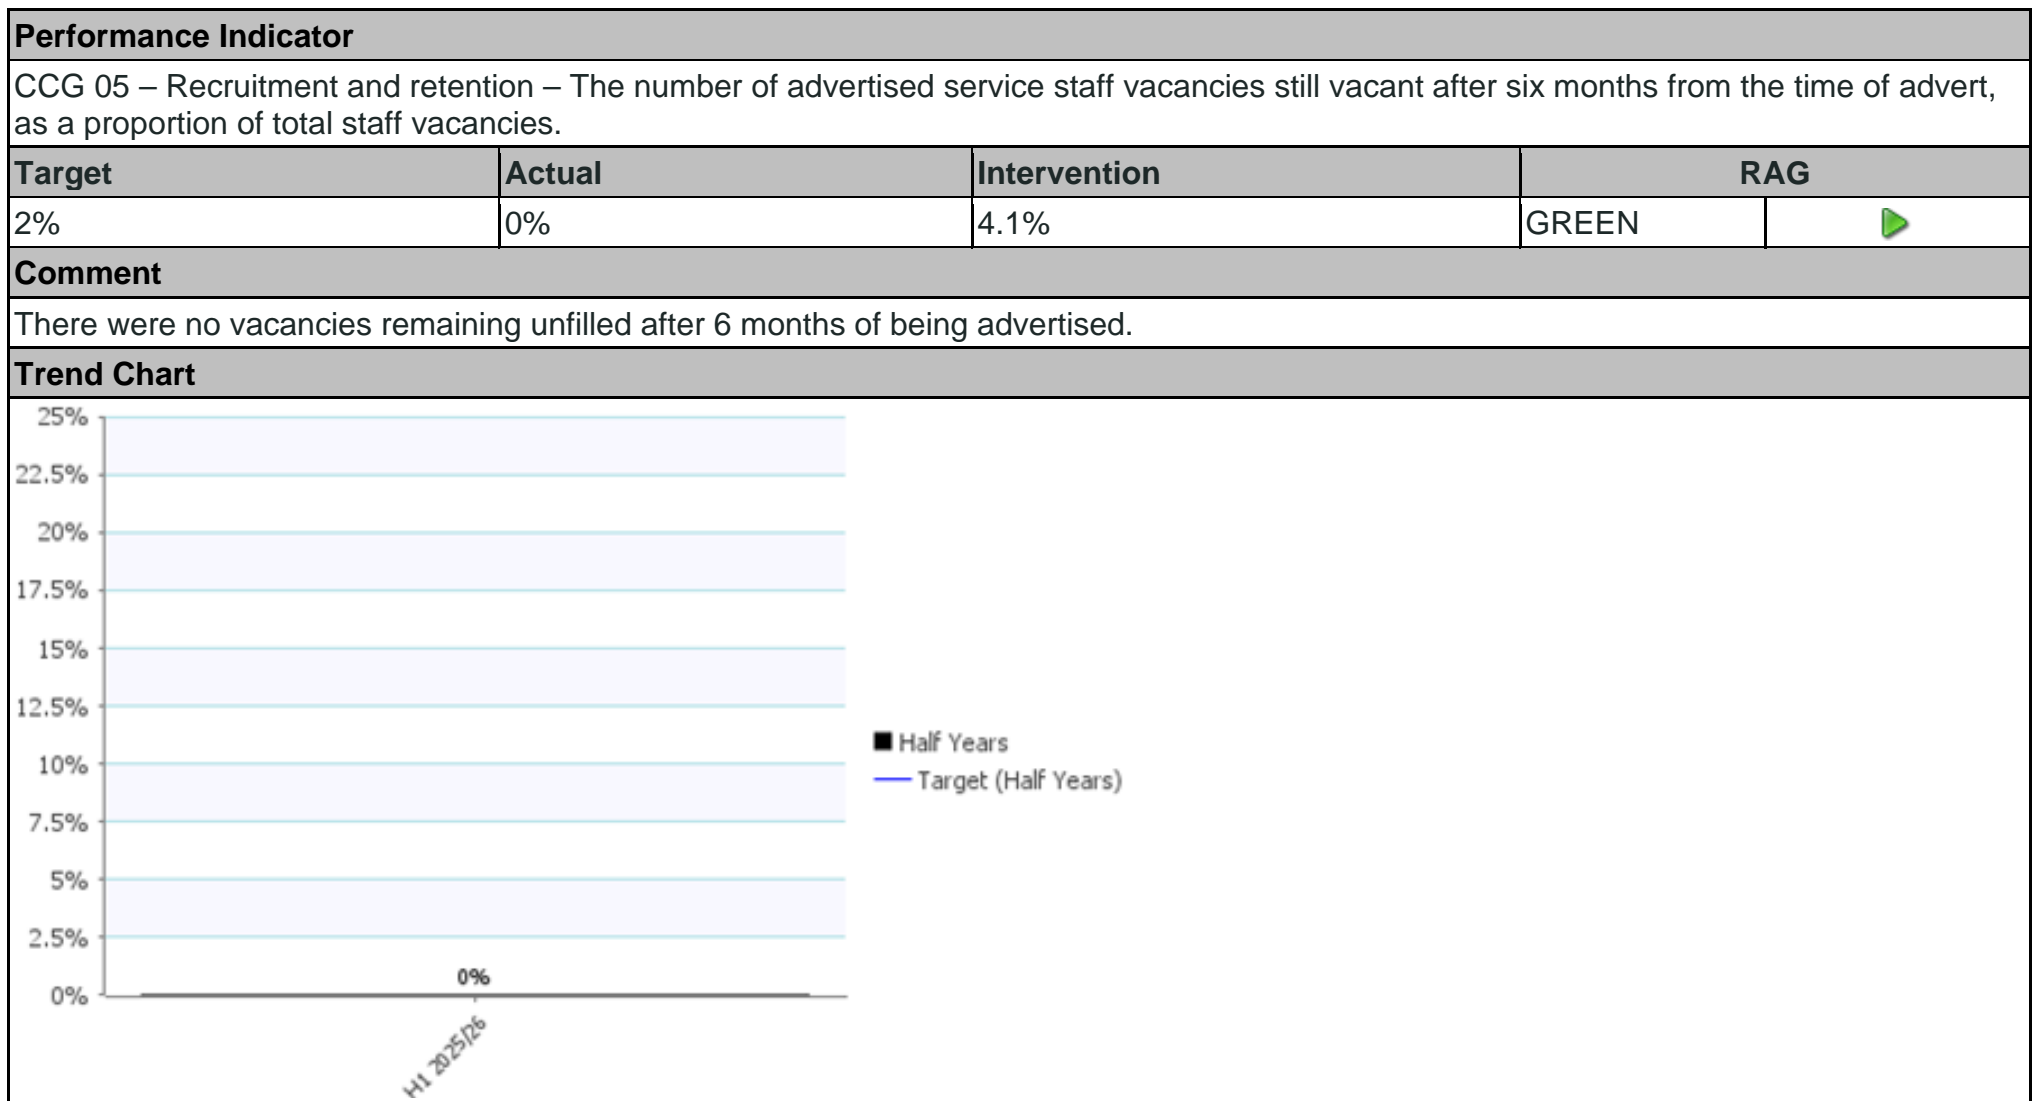 Performance Indicator
CCG 05 – Recruitment and retention – The number of advertised service staff vacancies still vacant after six months from the time of advert,
as a proportion of total staff vacancies.
Target Actual Intervention RAG
2% 0% 4.1% GREEN
Comment
There were no vacancies remaining unfilled after 6 months of being advertised.
Trend Chart
25%
22.5%
20%
17.5%
15%
12.5%
10%
7.5%
5%
2.5%
0%
0%
H1 2025/26
Half Years
Target (Half Years)